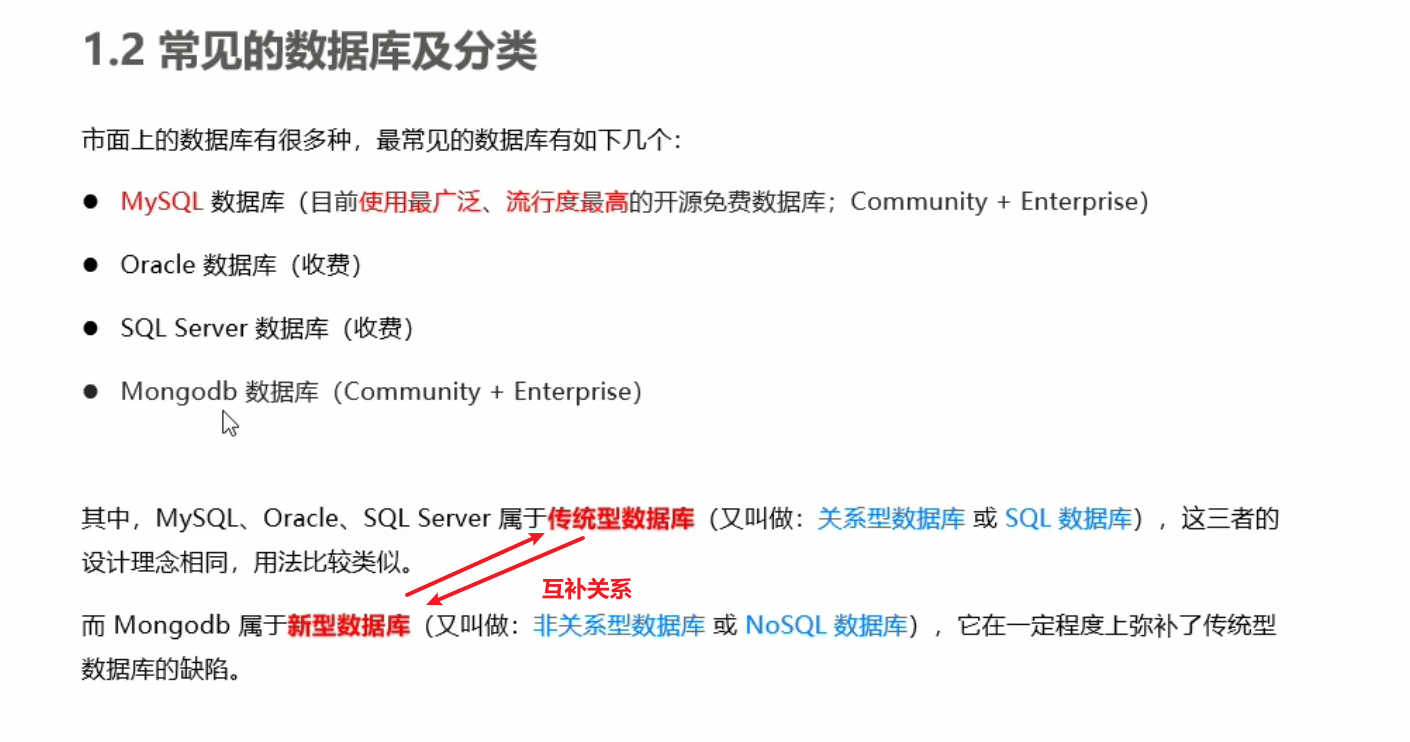 1.2 常见的数据库及分类
市面上的数据库有很多种，最常见的数据库有如下几个：
● MySQL 数据库（目前使用最广泛、流行度最高的开源免费数据库；Community + Enterprise）
● Oracle 数据库（收费）
● SQL Server 数据库（收费）
● Mongodb 数据库（Community + Enterprise）
其中，MySQL、Oracle、SQL Server 属于传统型数据库（又叫做：关系型数据库 或 SQL 数据库），这三者的
设计理念相同，用法比较类似。
互补关系
而 Mongodb 属于新型数据库（又叫做：非关系型数据库 或 NoSQL 数据库），它在一定程度上弥补了传统型
数据库的缺陷。